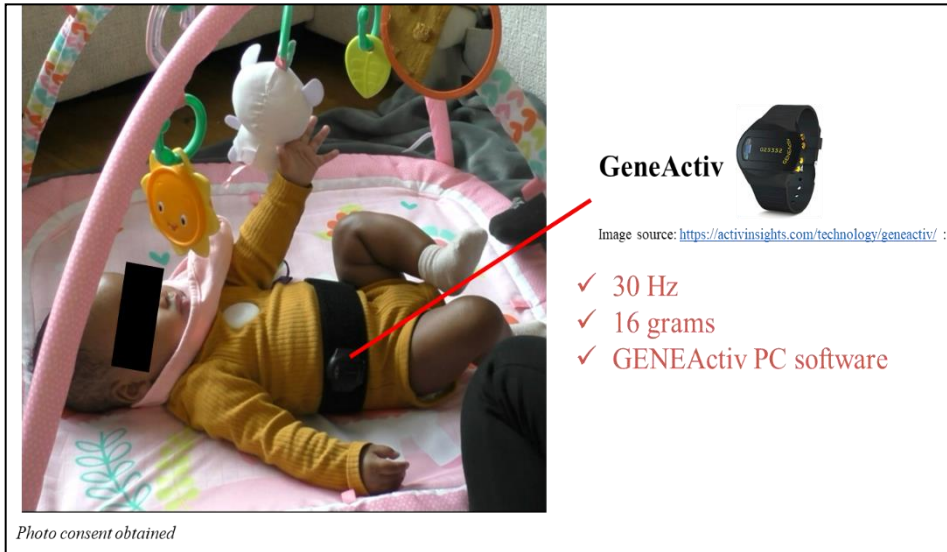 GeneActiv
Image source: https://activinsights.com/technology/geneactiv/ :
✓ 30 Hz
✓ 16 grams
✓ GENEActiv PC software
Photo consent obtained